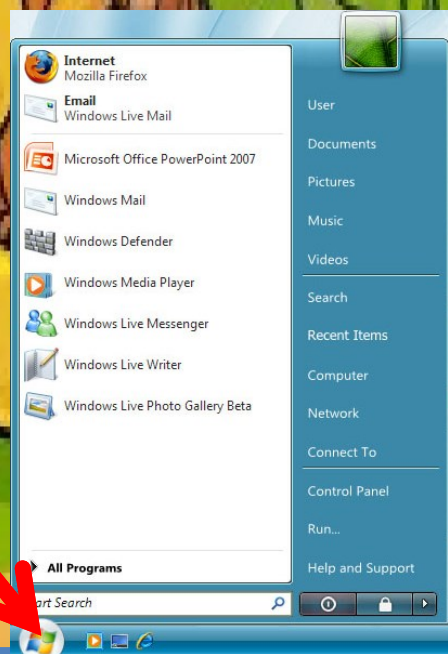 Internet
Mozilla Firefox
Email
Windows Live Mail
Microsoft Office PowerPoint 2007
Windows Mail
Windows Defender
Windows Media Player
Windows Live Messenger
Windows Live Writer
Windows Live Photo Gallery Beta
All Programs
Search
User
Documents
Pictures
Music
Videos
Search
Recent Items
Computer
Network
Connect To
Control Panel
Run...
Help and Support